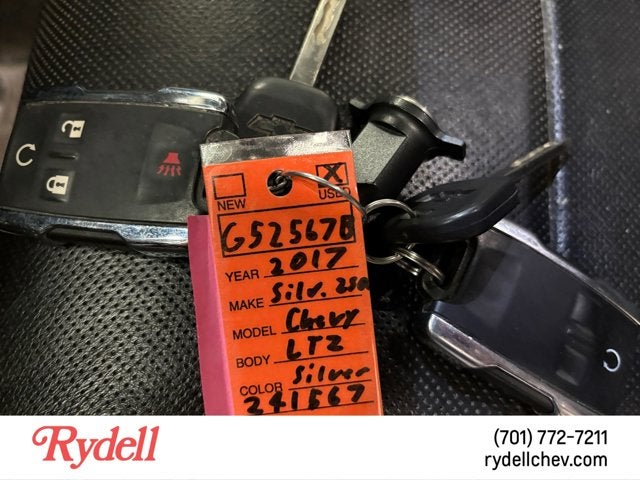 NEW X USED
G52567B
YEAR 2017
MAKE Silv. 250
MODEL Chevy
BODY LTZ
COLOR Silver
241567
Rydell
(701) 772-7211
rydellchev.com